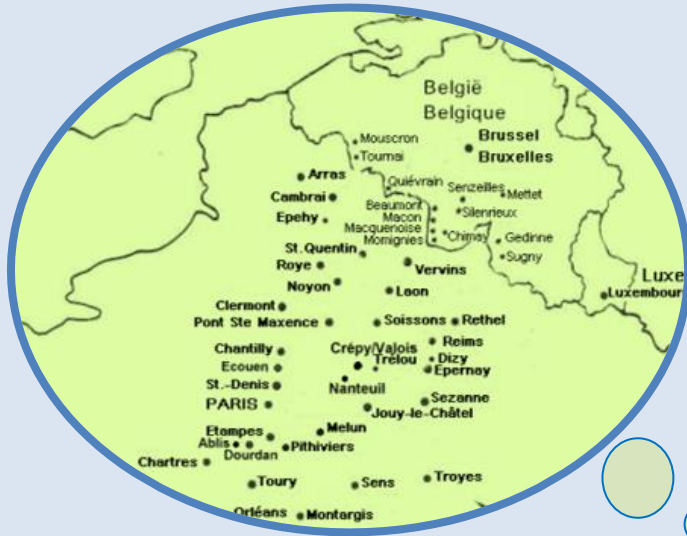 België
Belgique
Mouscron
Brussel
Tournai
Bruxelles
Arras
Quiévrain
Cambrai
Senzeilles
Mettet
Beaumont
Silenrieux
Epehy
Macon
Macquenoise
Chimay
Momignies
Gedinne
St.Quentin
Sugny
Roye
Vervins
Luxe
Noyon
Laon
Luxembour
Clermont
Pont Ste Maxence
Soissons
Rethel
Reims
Chantilly
Crépy/Valois
Trélou
Dizy
Ecouen
Epernay
St.-Denis
Nanteuil
PARIS
Sezanne
Jouy-le-Châtel
Etampes
Melun
Ablis
Dourdan
Pithiviers
Chartres
Toury
Sens
Troyes
Orléans
Montargis